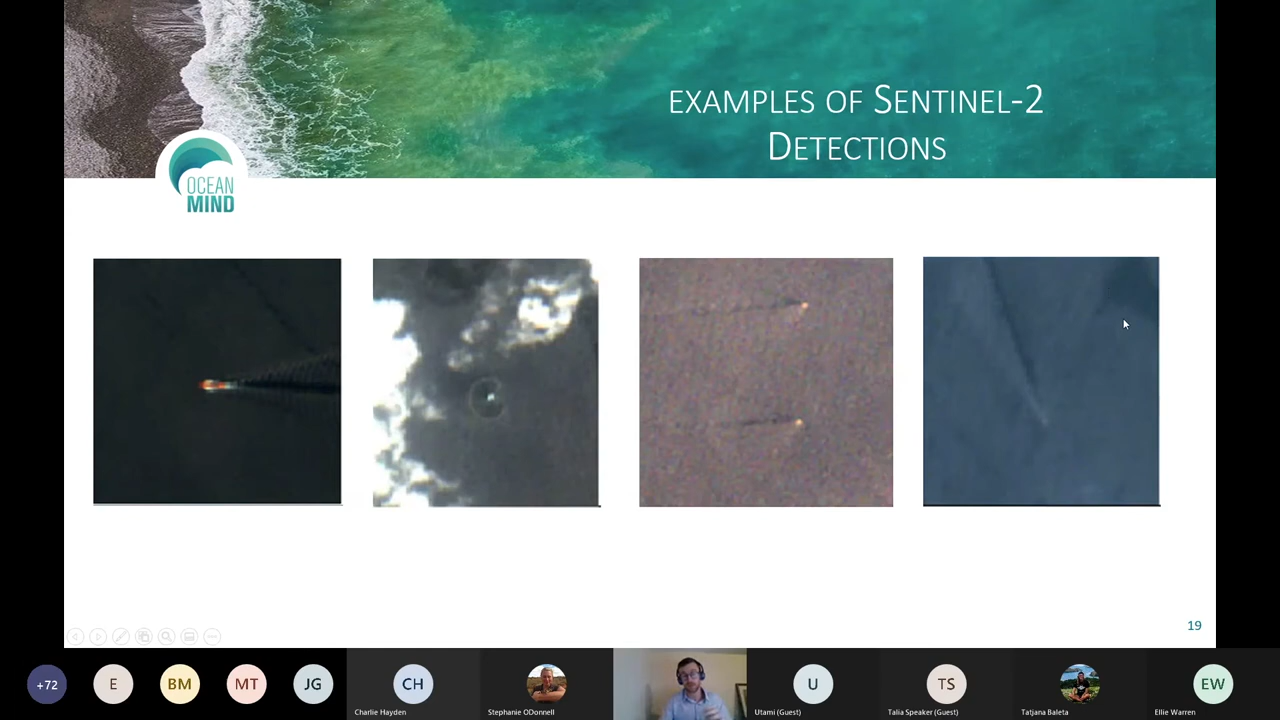 EXAMPLES OF SENTINEL-2
DETECTIONS
OCEAN
MIND
19
+72
E
BM
MT
JG
CH
U
TS
EW
Charlie Hayden
Stephanie ODonnell
Utami (Guest)
Talia Speaker (Guest)
Tatjana Baleta
Ellie Warren